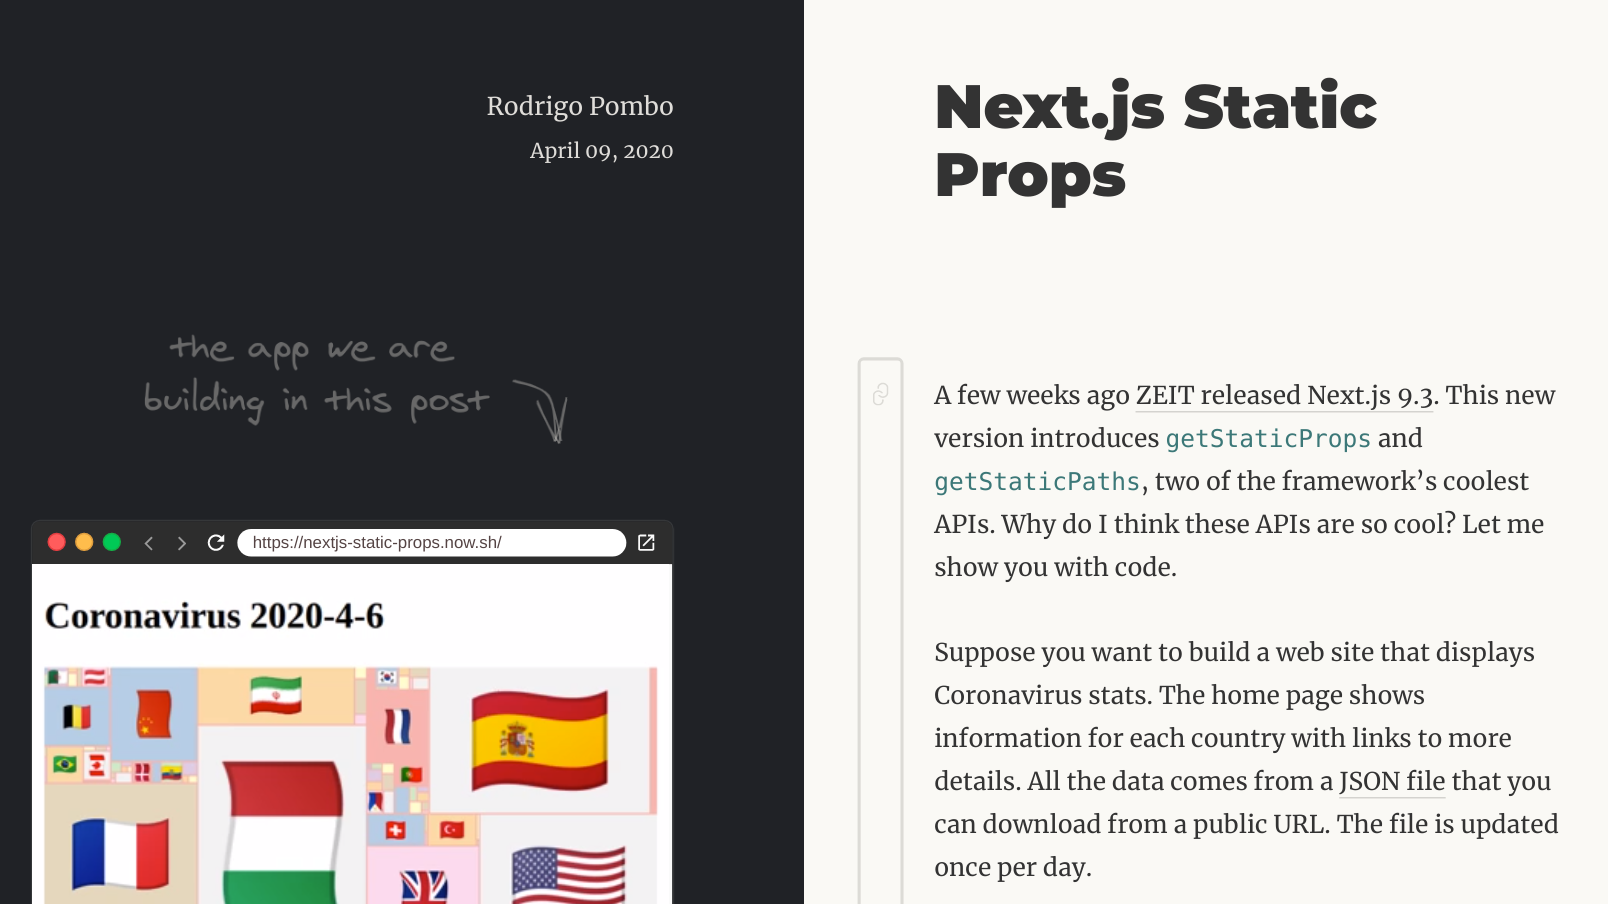 Rodrigo Pombo
April 09, 2020
the app we are
building in this post
https://nextjs-static-props.now.sh/
Coronavirus 2020-4-6
Next.js Static
Props
A few weeks ago ZEIT released Next.js 9.3. This new
version introduces getStaticProps and
getStaticPaths, two of the framework’s coolest
APIs. Why do I think these APIs are so cool? Let me
show you with code.
Suppose you want to build a web site that displays
Coronavirus stats. The home page shows
information for each country with links to more
details. All the data comes from a JSON file that you
can download from a public URL. The file is updated
once per day.